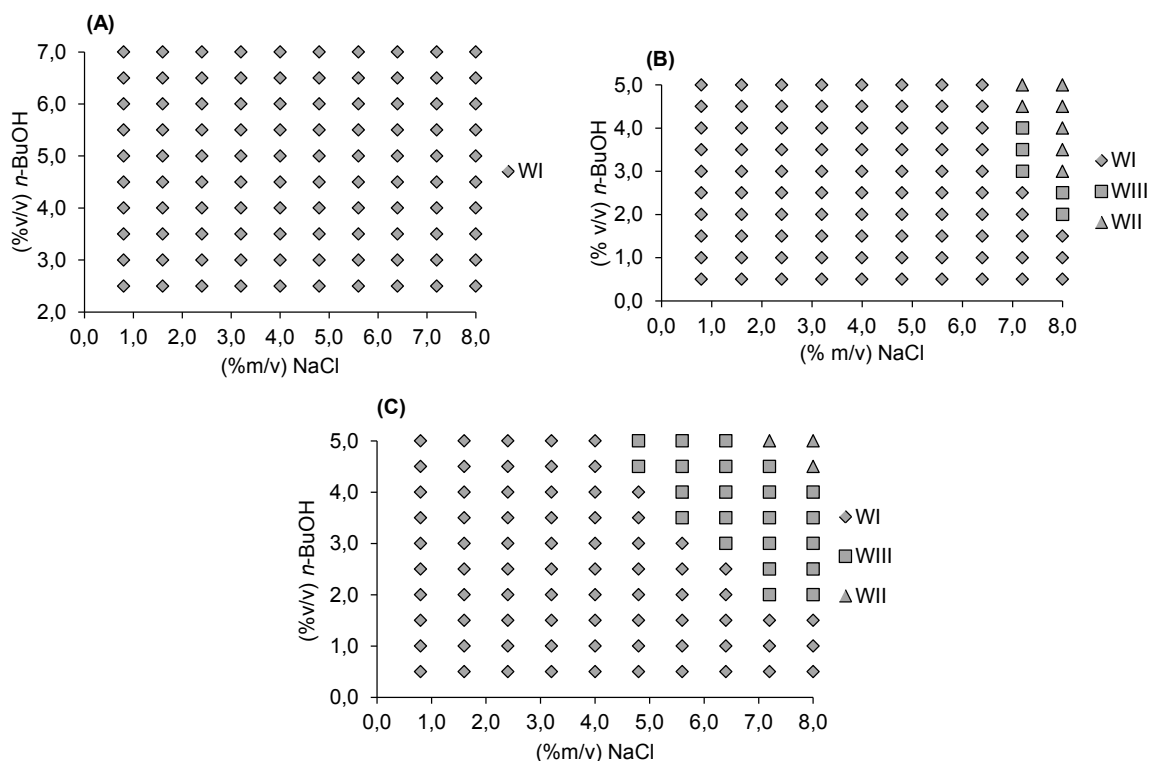 (A)
7,0
6,0
5,0
4,0
3,0
2,0
(%v/v) n-BuOH
0,0 1,0 2,0 3,0 4,0 5,0 6,0 7,0 8,0
(%m/v) NaCl
WI
(B)
5,0
4,0
3,0
2,0
1,0
0,0
(% v/v) n-BuOH
0,0 1,0 2,0 3,0 4,0 5,0 6,0 7,0 8,0
(% m/v) NaCl
WI
WIII
WII
(C)
5,0
4,0
3,0
2,0
1,0
0,0
(%v/v) n-BuOH
0,0 1,0 2,0 3,0 4,0 5,0 6,0 7,0 8,0
(%m/v) NaCl
WI
WIII
WII